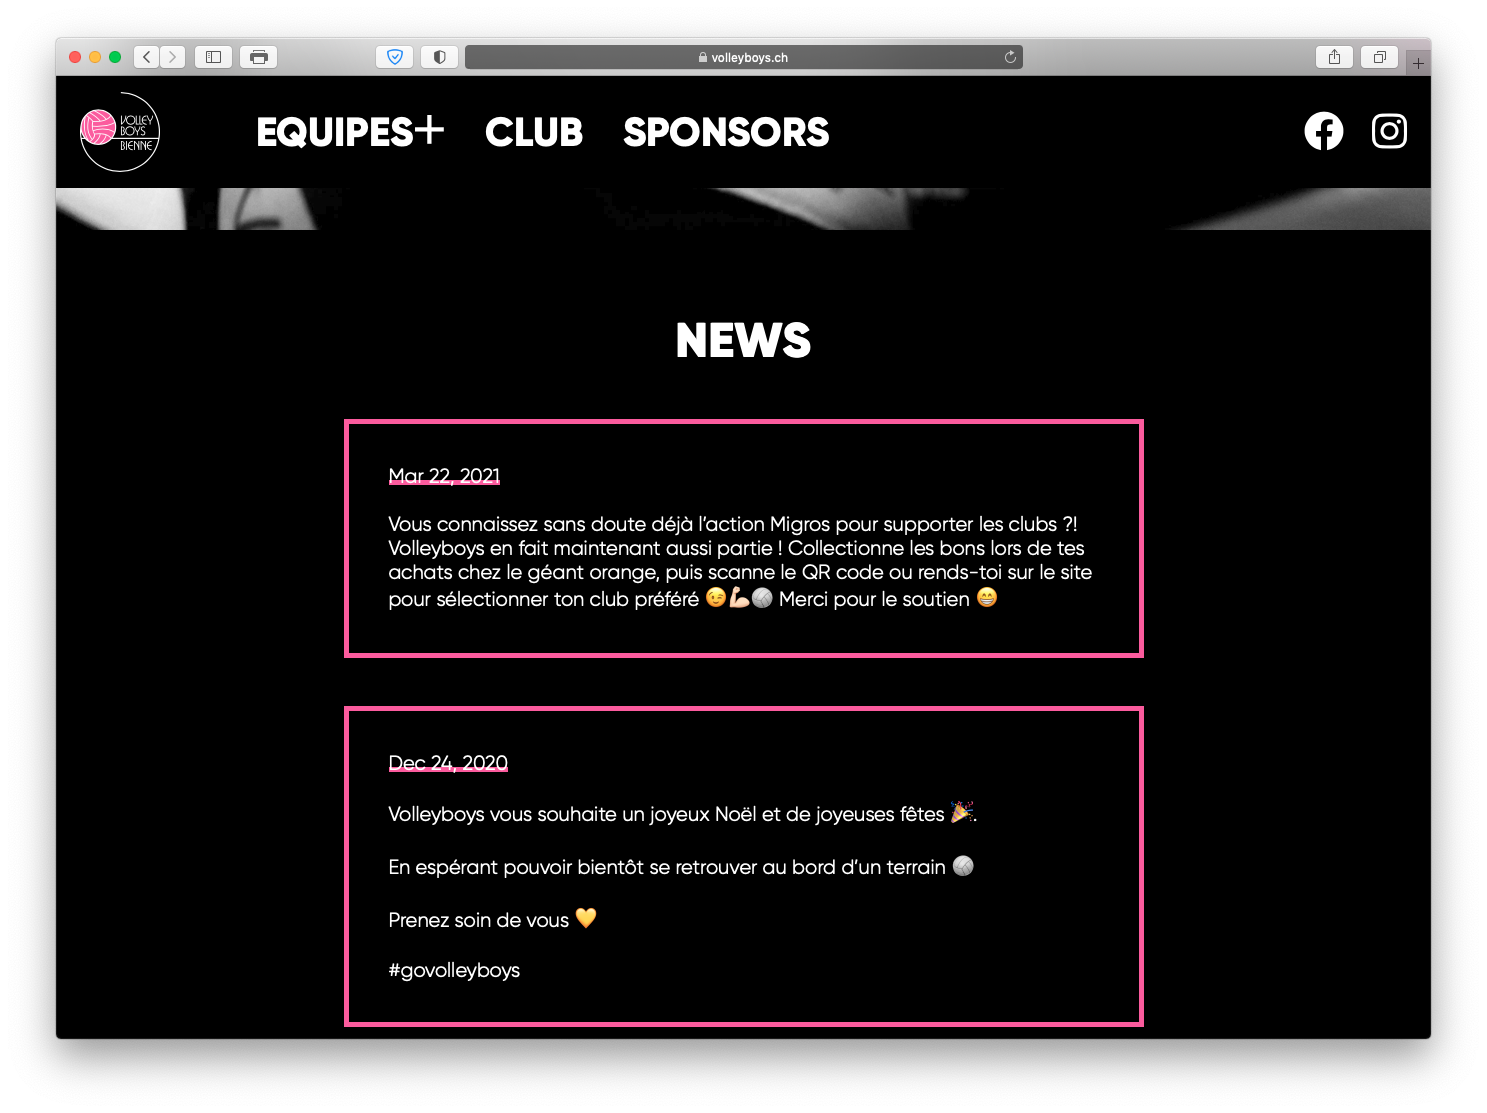 volleyboys.ch
VOLLEY
BOYS
BIENNE
EQUIPES+ CLUB SPONSORS
NEWS
Mar 22, 2021
Vous connaissez sans doute déjà l’action Migros pour supporter les clubs ?!
Volleyboys en fait maintenant aussi partie ! Collectionne les bons lors de tes
achats chez le géant orange, puis scanne le QR code ou rends-toi sur le site
pour sélectionner ton club préféré 😉💪🏻🏐 Merci pour le soutien 😁
Dec 24, 2020
Volleyboys vous souhaite un joyeux Noël et de joyeuses fêtes 🎉.
En espérant pouvoir bientôt se retrouver au bord d’un terrain 🏐
Prenez soin de vous 💛
#govolleyboys